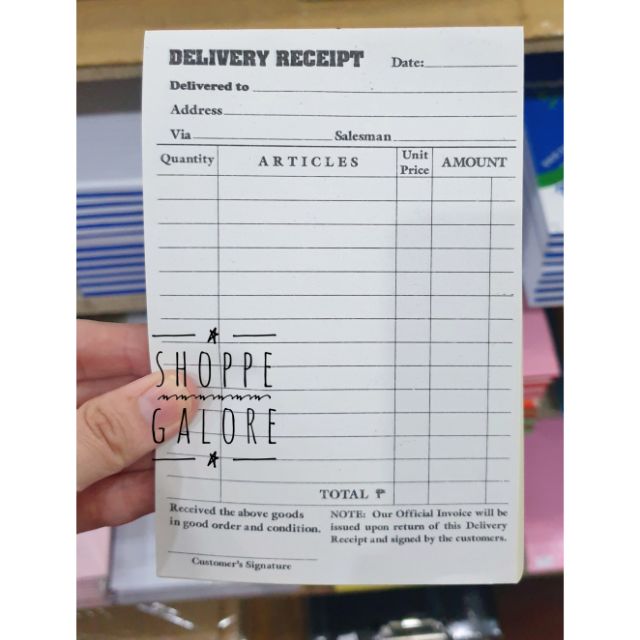 DELIVERY RECEIPT Date:
Delivered to
Address
Via Salesman
Quantity ARTICLES Unit Price AMOUNT
SHOPPE
GALORE
TOTAL ₱
Received the above goods
in good order and condition.
NOTE: Our Official Invoice will be
issued upon return of this Delivery
Receipt and signed by the customers.
Customer's Signature